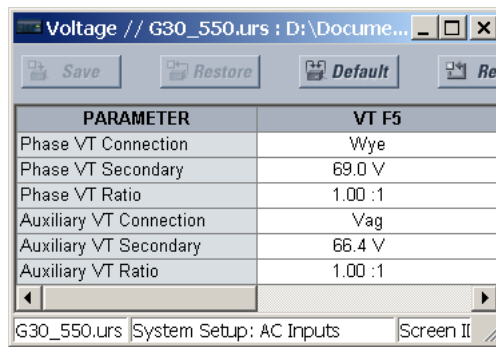 Voltage // G30_550.urs : D:\Docume...
Save Restore Default Re
PARAMETER VT F5
Phase VT Connection Wye
Phase VT Secondary 69.0 V
Phase VT Ratio 1.00 :1
Auxiliary VT Connection Vag
Auxiliary VT Secondary 66.4 V
Auxiliary VT Ratio 1.00 :1
G30_550.urs System Setup: AC Inputs Screen II